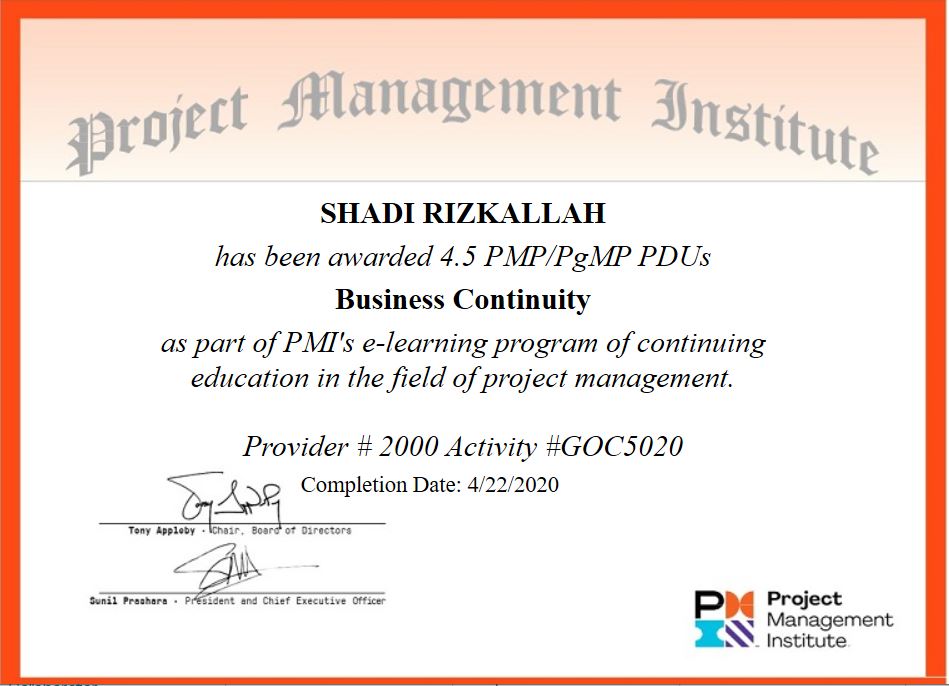 Project Management Institute
SHADI RIZKALLAH
has been awarded 4.5 PMP/PgMP PDUs
Business Continuity
as part of PMI's e-learning program of continuing
education in the field of project management.
Provider # 2000 Activity #GOC5020
Completion Date: 4/22/2020
Tony Appleby - Chair, Board of Directors
Sunil Prashara - President and Chief Executive Officer
Project
Management
Institute.